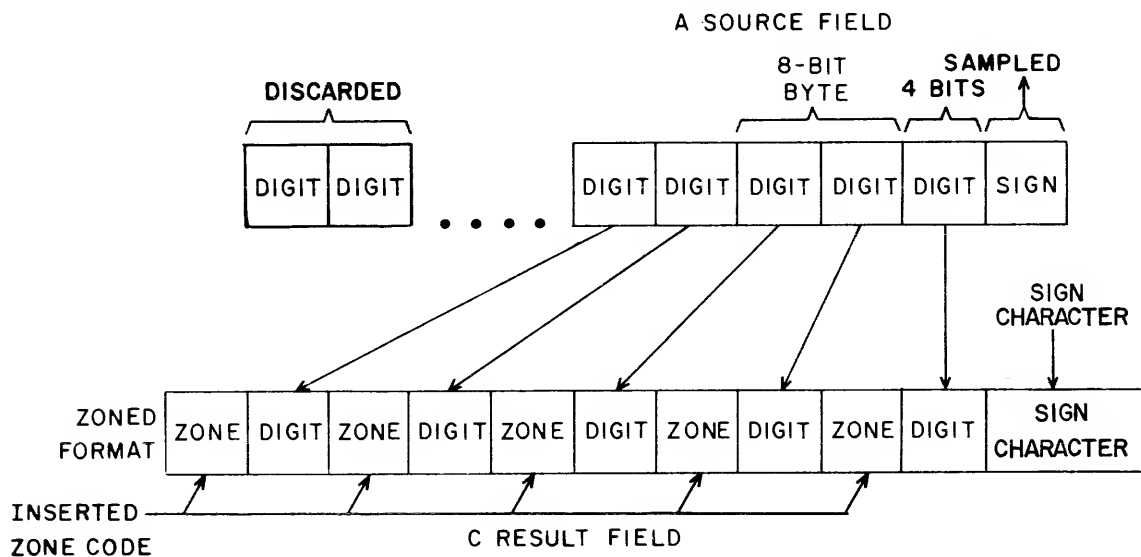 A SOURCE FIELD
8-BIT
BYTE
SAMPLED
4 BITS
DISCARDED
DIGIT DIGIT DIGIT DIGIT DIGIT DIGIT DIGIT SIGN
SIGN
CHARACTER
ZONED
FORMAT
ZONE DIGIT ZONE DIGIT ZONE DIGIT ZONE DIGIT ZONE DIGIT SIGN
CHARACTER
INSERTED
ZONE CODE
C RESULT FIELD